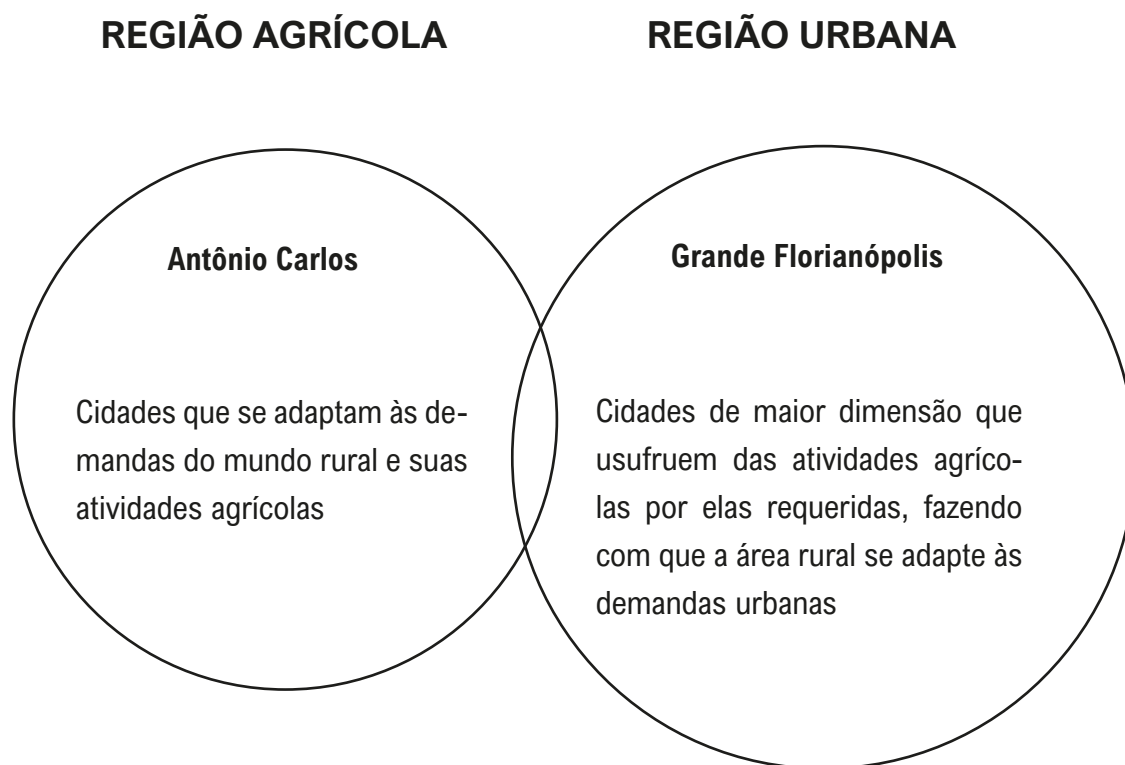 REGIÃO AGRÍCOLA
REGIÃO URBANA
Antônio Carlos
Cidades que se adaptam às de-
mandas do mundo rural e suas
atividades agrícolas
Grande Florianópolis
Cidades de maior dimensão que
usufruem das atividades agríco-
las por elas requeridas, fazendo
com que a área rural se adapte às
demandas urbanas